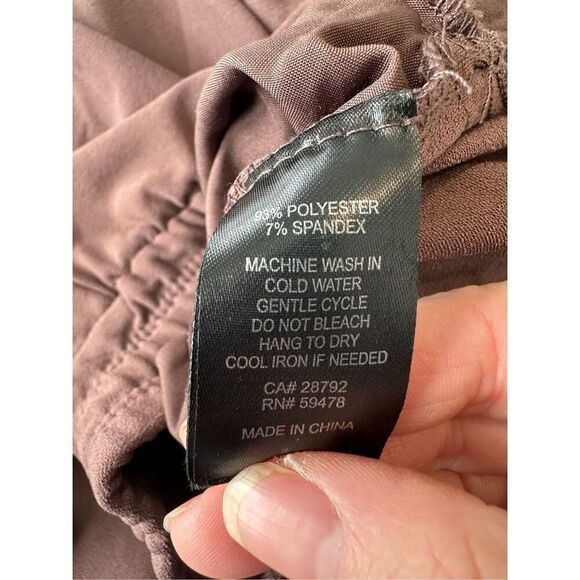 93% POLYESTER
7% SPANDEX
MACHINE WASH IN
COLD WATER
GENTLE CYCLE
DO NOT BLEACH
HANG TO DRY
COOL IRON IF NEEDED
CA# 28792
RN# 59478
MADE IN CHINA